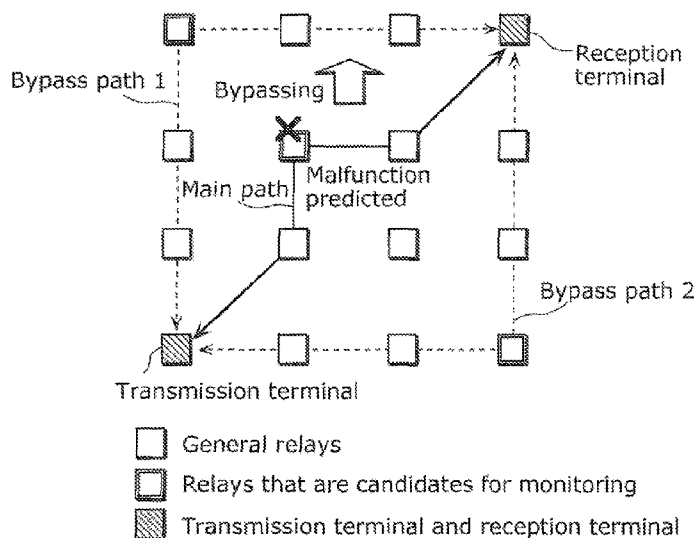 Reception
terminal
Bypass path 1
Bypassing
Malfunction
predicted
Main path
Bypass path 2
Transmission terminal
General relays
Relays that are candidates for monitoring
Transmission terminal and reception terminal